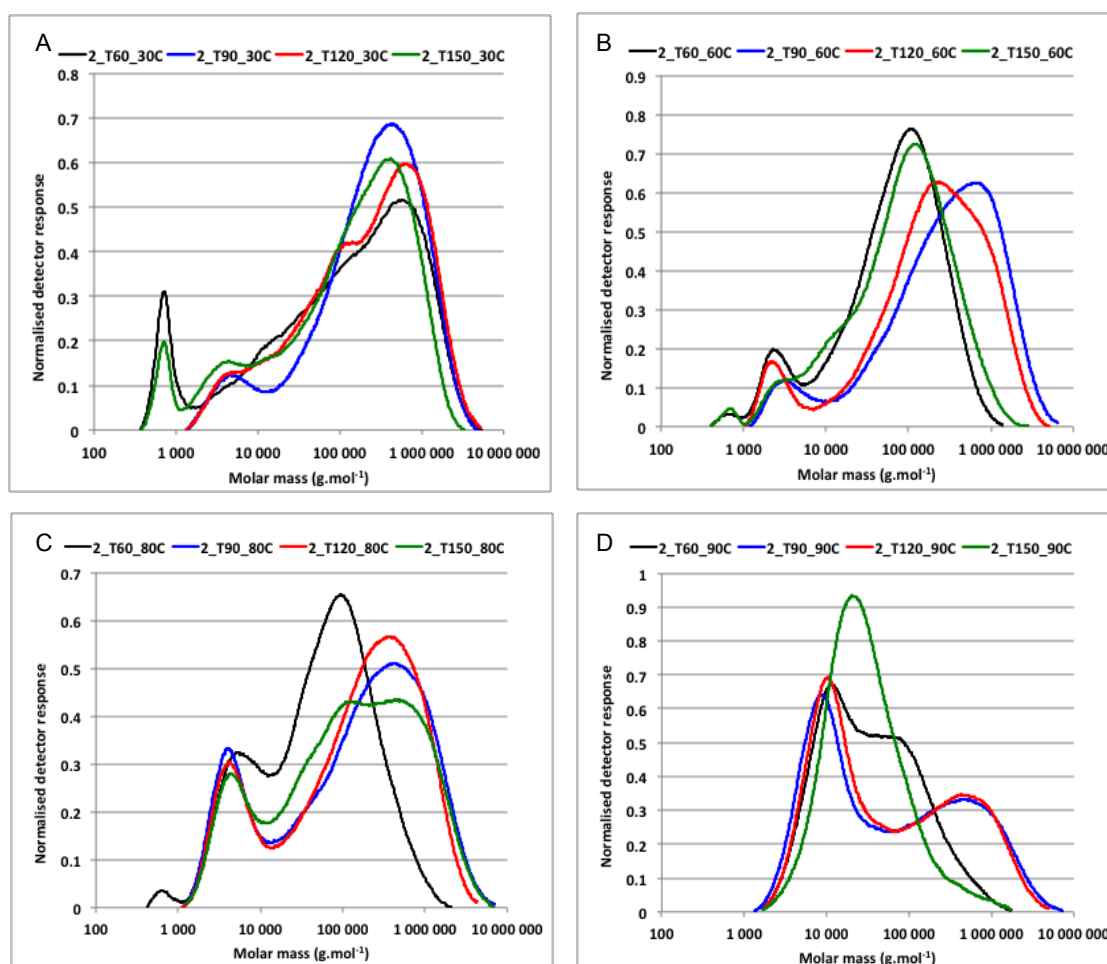 A
2_T60_30C 2_T90_30C 2_T120_30C 2_T150_30C
0.8
0.7
0.6
0.5
0.4
0.3
0.2
0.1
0
Normalised detector response
100 1 000 10 000 100 000 1 000 000 10 000 000
Molar mass (g.mol⁻¹)
B
2_T60_60C 2_T90_60C 2_T120_60C 2_T150_60C
0.9
0.8
0.7
0.6
0.5
0.4
0.3
0.2
0.1
0
Normalised detector response
100 1 000 10 000 100 000 1 000 000 10 000 000
Molar mass (g.mol⁻¹)
C
2_T60_80C 2_T90_80C 2_T120_80C 2_T150_80C
0.7
0.6
0.5
0.4
0.3
0.2
0.1
0
Normalised detector response
100 1 000 10 000 100 000 1 000 000 10 000 000
Molar mass (g.mol⁻¹)
D
2_T60_90C 2_T90_90C 2_T120_90C 2_T150_90C
1
0.9
0.8
0.7
0.6
0.5
0.4
0.3
0.2
0.1
0
Normalised detector response
100 1 000 10 000 100 000 1 000 000 10 000 000
Molar mass (g.mol⁻¹)